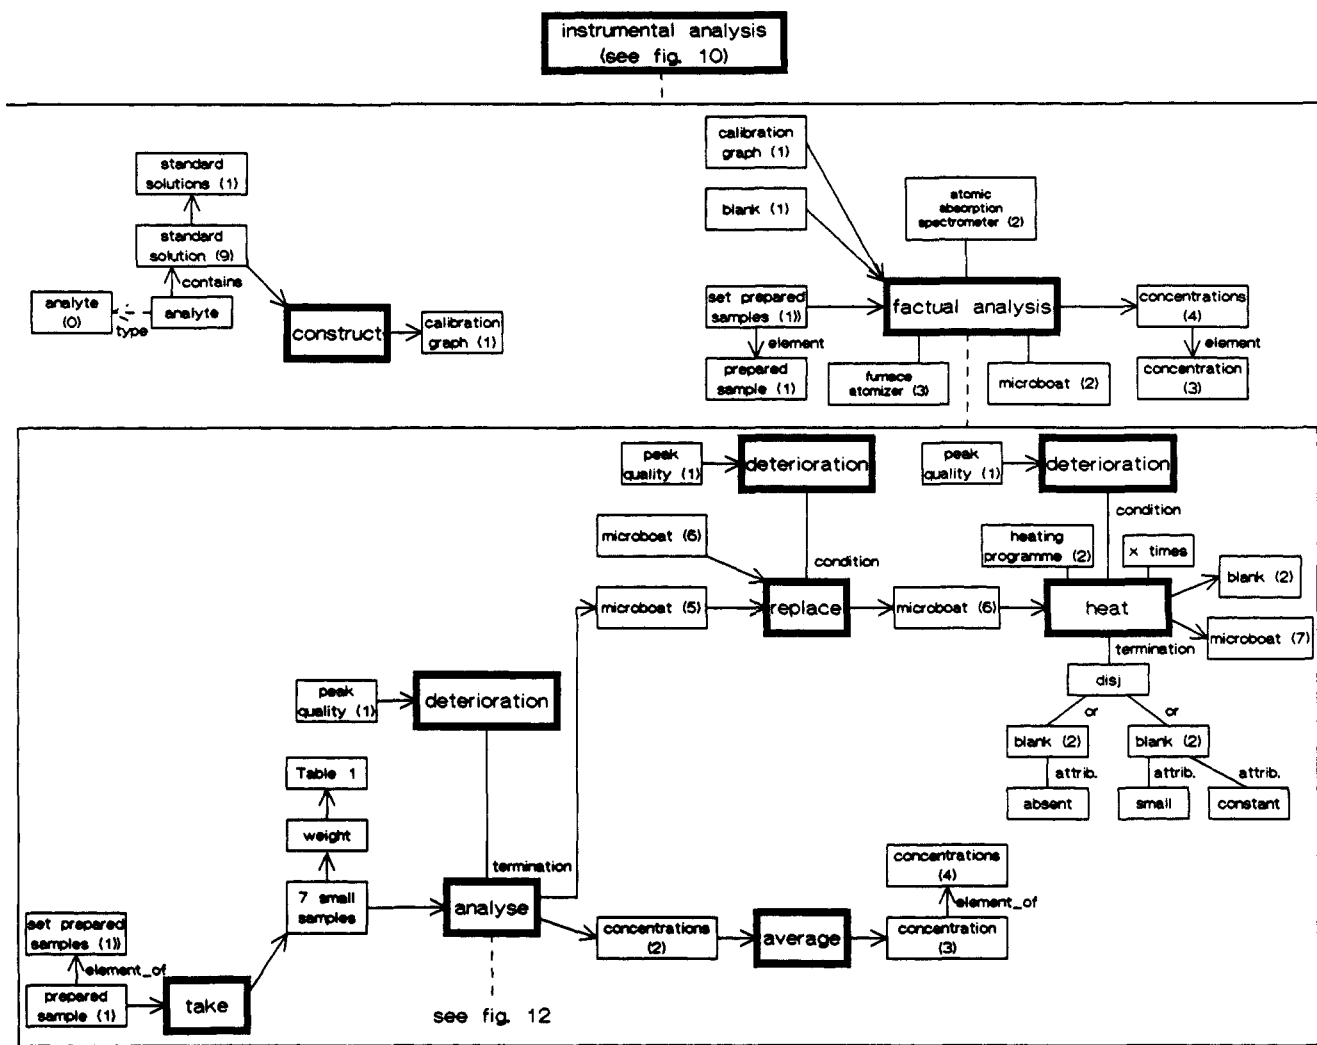 instrumental analysis
(see fig. 10)
standard
solutions (1)
standard
solution (9)
contains
analyte
(0)
type
analyte
construct
calibration
graph (1)
calibration
graph (1)
blank (1)
atomic
absorption
spectrometer (2)
set prepared
samples (1))
element
prepared
sample (1)
factual analysis
furnace
atomizer (3)
microboat (2)
concentrations
(4)
element
concentration
(3)
peak
quality (1)
deterioration
peak
quality (1)
deterioration
condition
condition
microboat (6)
microboat (5)
replace
microboat (6)
heating
programme (2)
x times
heat
blank (2)
microboat (7)
termination
disj
or
or
blank (2)
blank (2)
attrib.
attrib.
attrib.
absent
small
constant
peak
quality (1)
deterioration
termination
Table 1
weight
7 small
samples
analyse
see fig. 12
concentrations
(2)
average
concentrations
(4)
element_of
concentration
(3)
set prepared
samples (1))
element_of
prepared
sample (1)
take